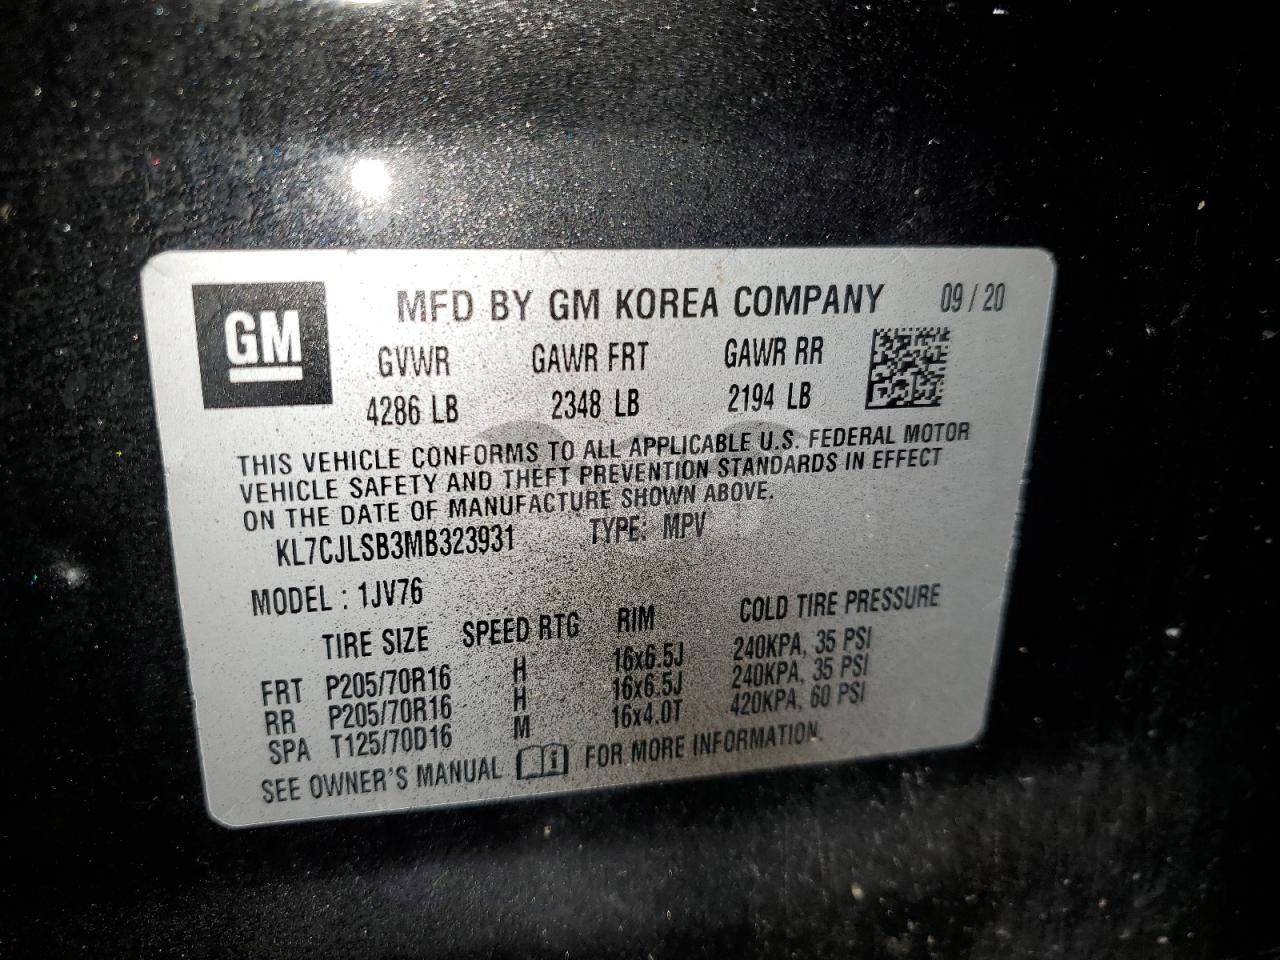 GM
MFD BY GM KOREA COMPANY 09 / 20
GVWR GAWR FRT GAWR RR
4286 LB 2348 LB 2194 LB
THIS VEHICLE CONFORMS TO ALL APPLICABLE U.S. FEDERAL MOTOR
VEHICLE SAFETY AND THEFT PREVENTION STANDARDS IN EFFECT
ON THE DATE OF MANUFACTURE SHOWN ABOVE.
KL7CJLSB3MB323931 TYPE: MPV
MODEL : 1JV76
TIRE SIZE SPEED RTG RIM COLD TIRE PRESSURE
FRT P205/70R16 H 16x6.5J 240KPA, 35 PSI
RR P205/70R16 H 16x6.5J 240KPA, 35 PSI
SPA T125/70D16 M 16x4.0T 420KPA, 60 PSI
SEE OWNER'S MANUAL i FOR MORE INFORMATION.